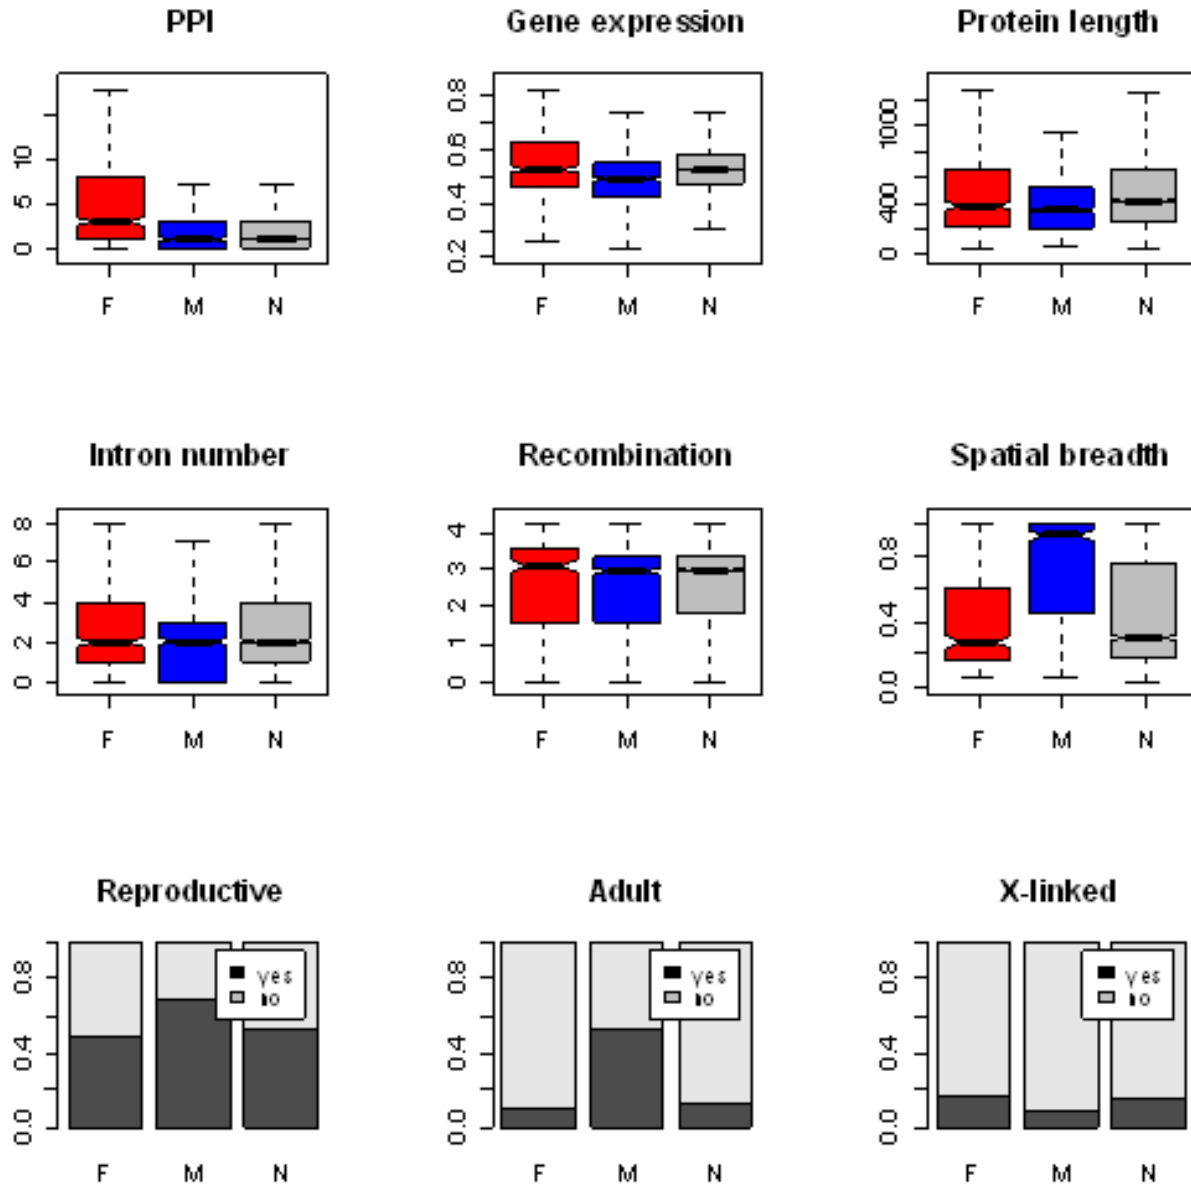 PPI
Gene expression
Protein length
0 5 10
0.2 0.4 0.6 0.8
0 400 1000
F M N
F M N
F M N
Intron number
Recombination
Spatial breadth
0 2 4 6 8
0 1 2 3 4
0.0 0.4 0.8
F M N
F M N
F M N
Reproductive
Adult
X-linked
0.0 0.4 0.8
yes
no
0.0 0.4 0.8
yes
no
0.0 0.4 0.8
yes
no
F M N
F M N
F M N